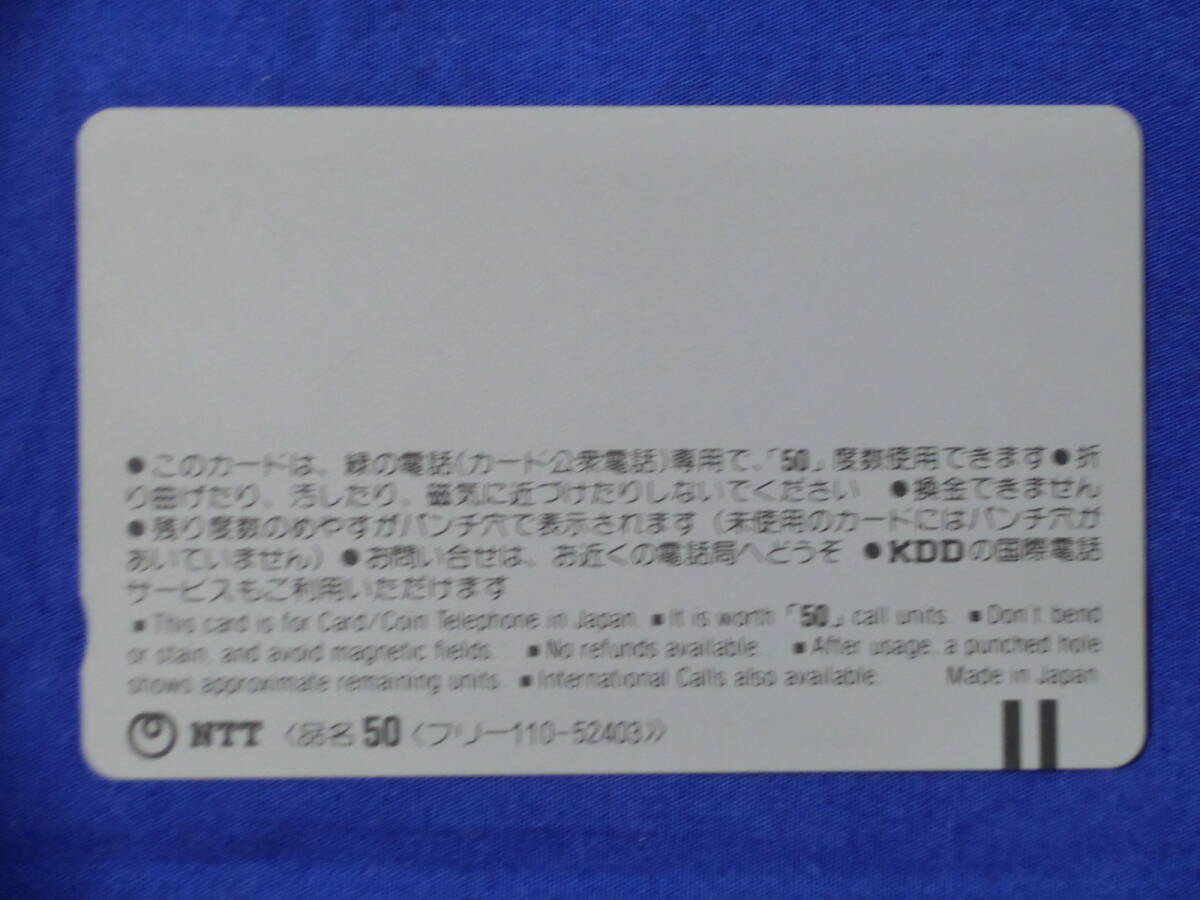 ●このカードは、緑の電話(カード公衆電話)専用で、「50」度数使用できます●折
り曲げたり、汚したり、磁気に近づけたりしないでください ●換金できません
●残り度数のめやすがパンチ穴で表示されます(未使用のカードにはパンチ穴が
あいていません)●お問い合せは、お近くの電話局へどうぞ ●KDDの国際電話
サービスもご利用いただけます
■This card is for Card/Coin Telephone in Japan. ■It is worth「50」call units. ■Don't bend
or stain, and avoid magnetic fields. ■No refunds available. ■After usage, a punched hole
shows approximate remaining units. ■International Calls also available. Made in Japan
NTT 〈品名50〈フリー110-52403》